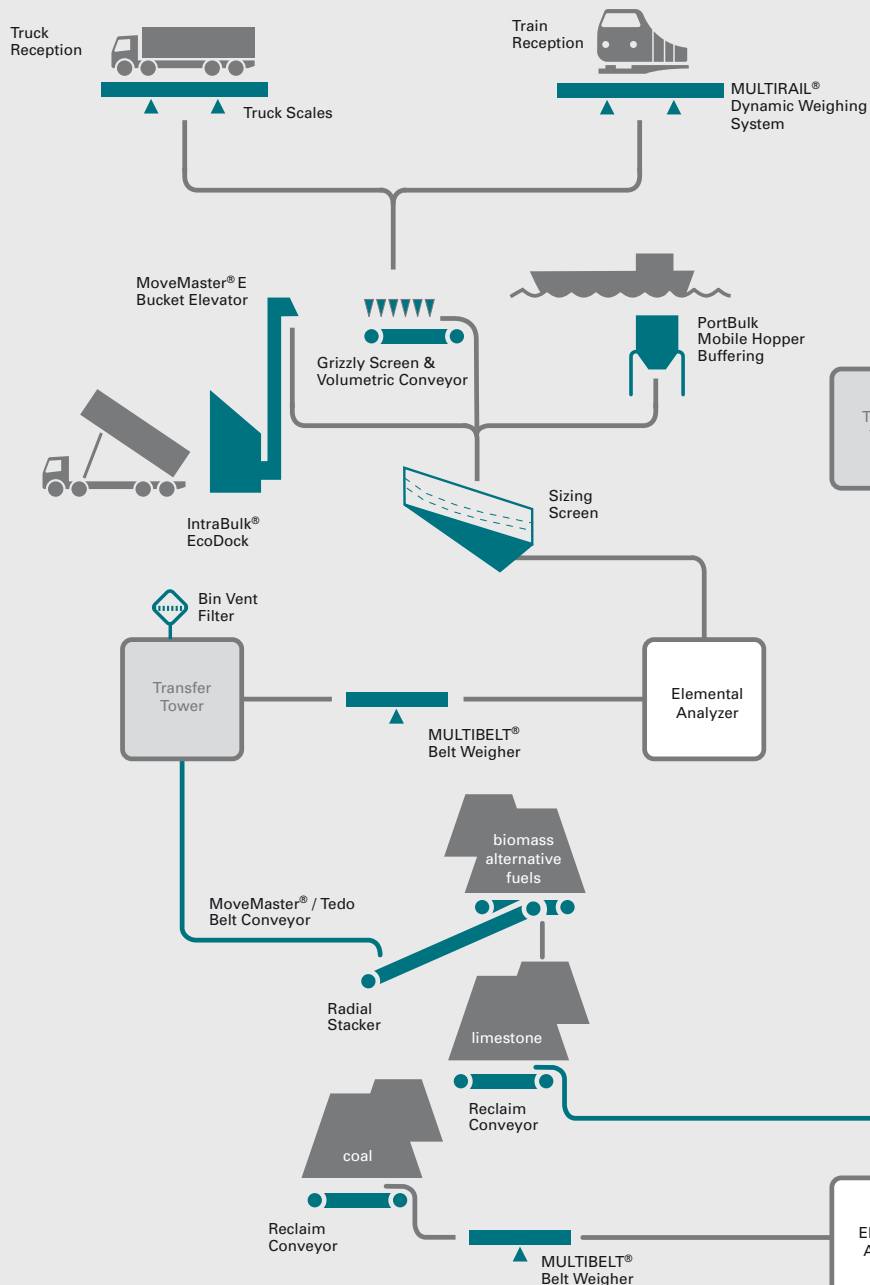 Truck
Reception
Train
Reception
Truck Scales
MULTIRAIL®
Dynamic Weighing
System
MoveMaster® E
Bucket Elevator
Grizzly Screen &
Volumetric Conveyor
PortBulk
Mobile Hopper
Buffering
IntraBulk®
EcoDock
Sizing
Screen
Bin Vent
Filter
Transfer
Tower
Elemental
Analyzer
MULTIBELT®
Belt Weigher
biomass
alternative
fuels
MoveMaster® / Tedo
Belt Conveyor
Radial
Stacker
limestone
Reclaim
Conveyor
coal
Reclaim
Conveyor
MULTIBELT®
Belt Weigher